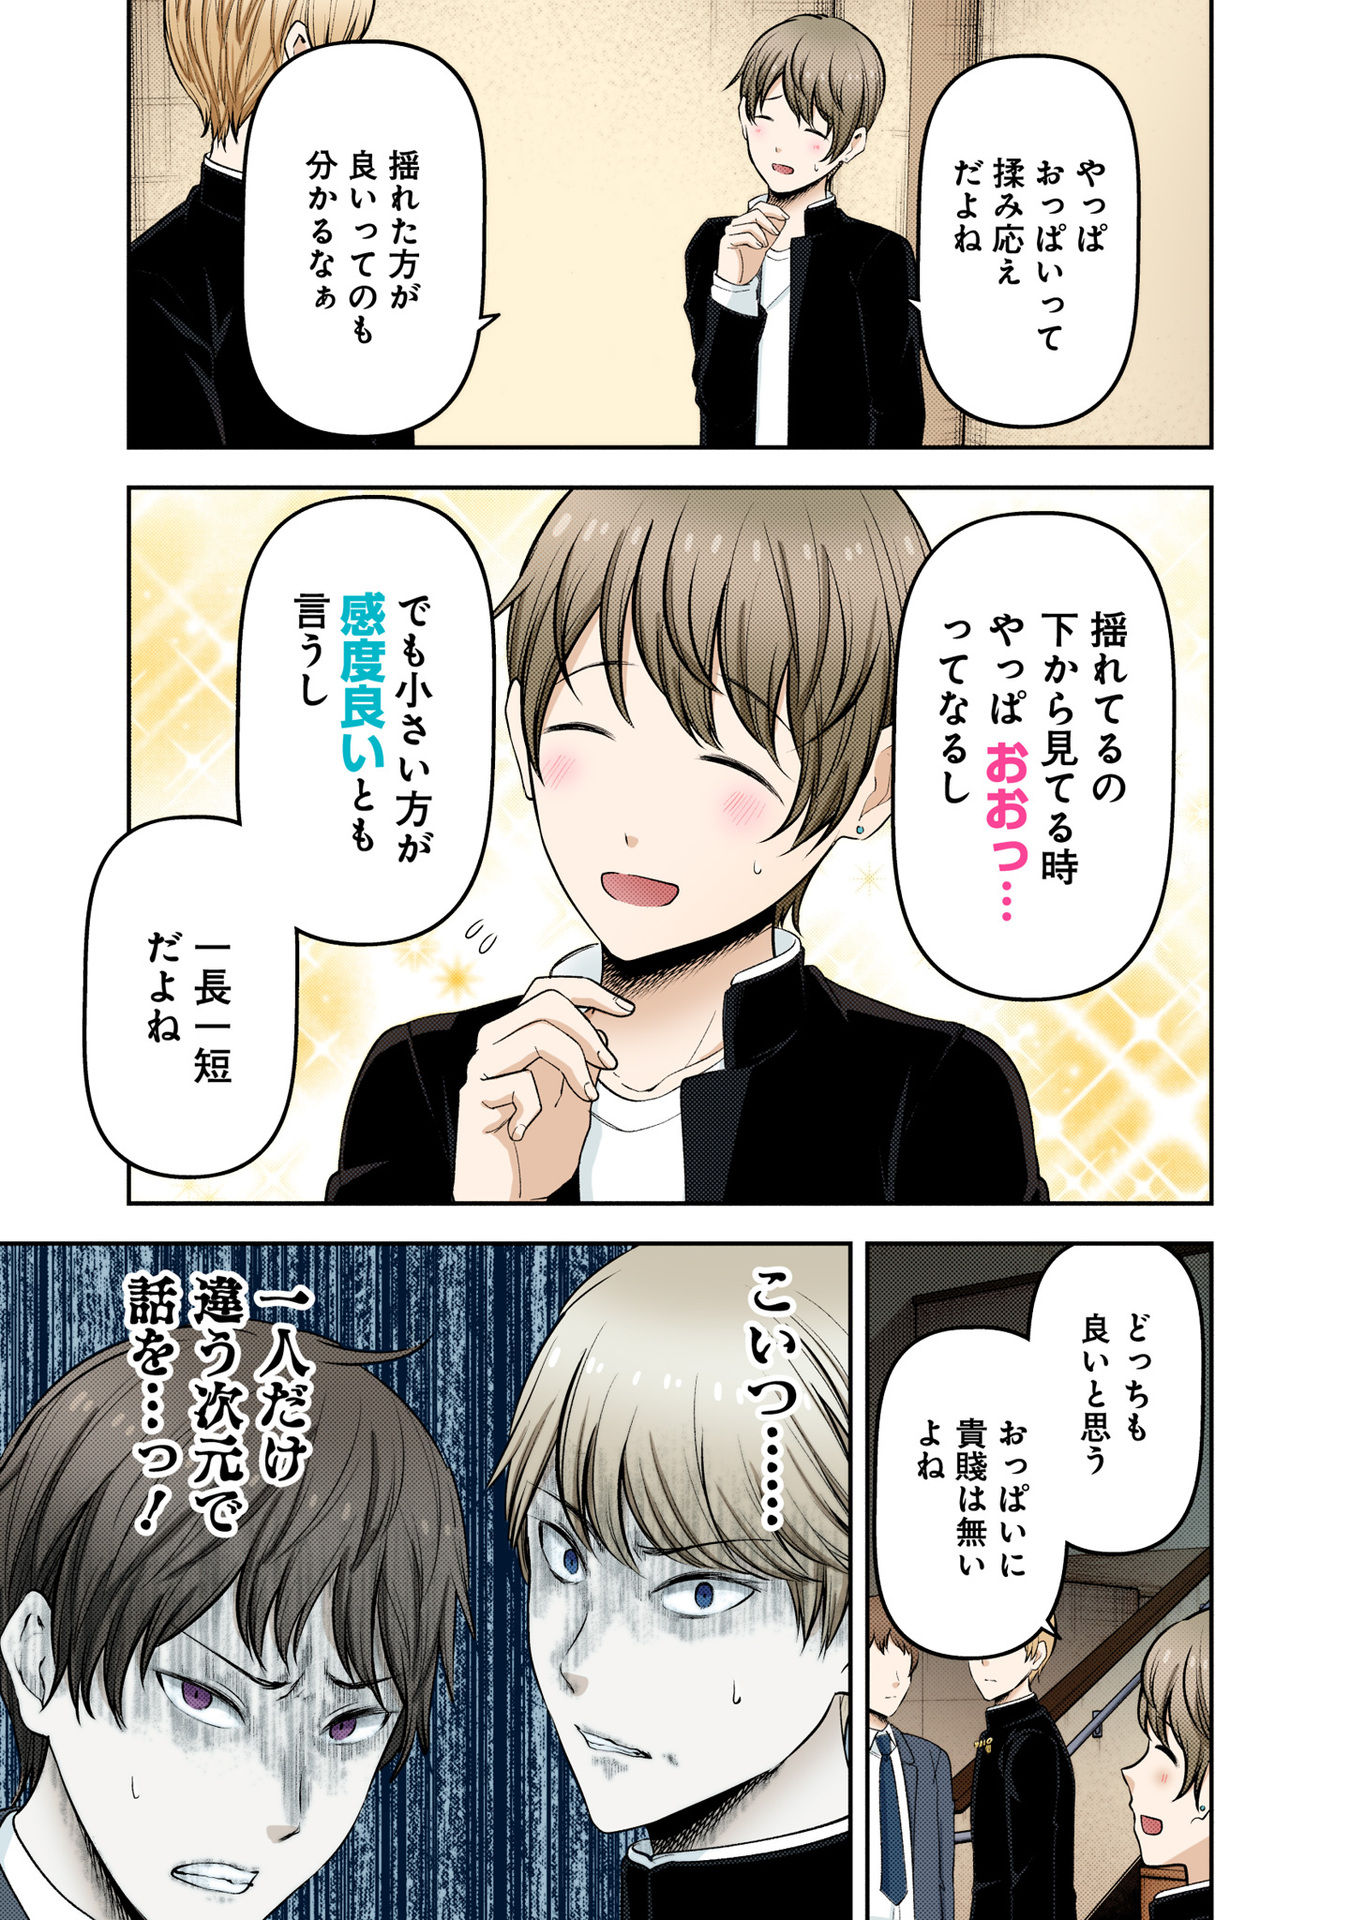 やっぱ
おっぱいって
揉み応え
だよね
揺れた方が
良いってのも
分かるなぁ
揺れてるの
下から見てる時
やっぱおおっ…
ってなるし
でも小さい方が
感度良いとも
言うし
一長一短
だよね
どっちも
良いと思う
おっぱいに
貴賤は無い
よね
こいつ……
一人だけ
違う次元で
話を…っ！